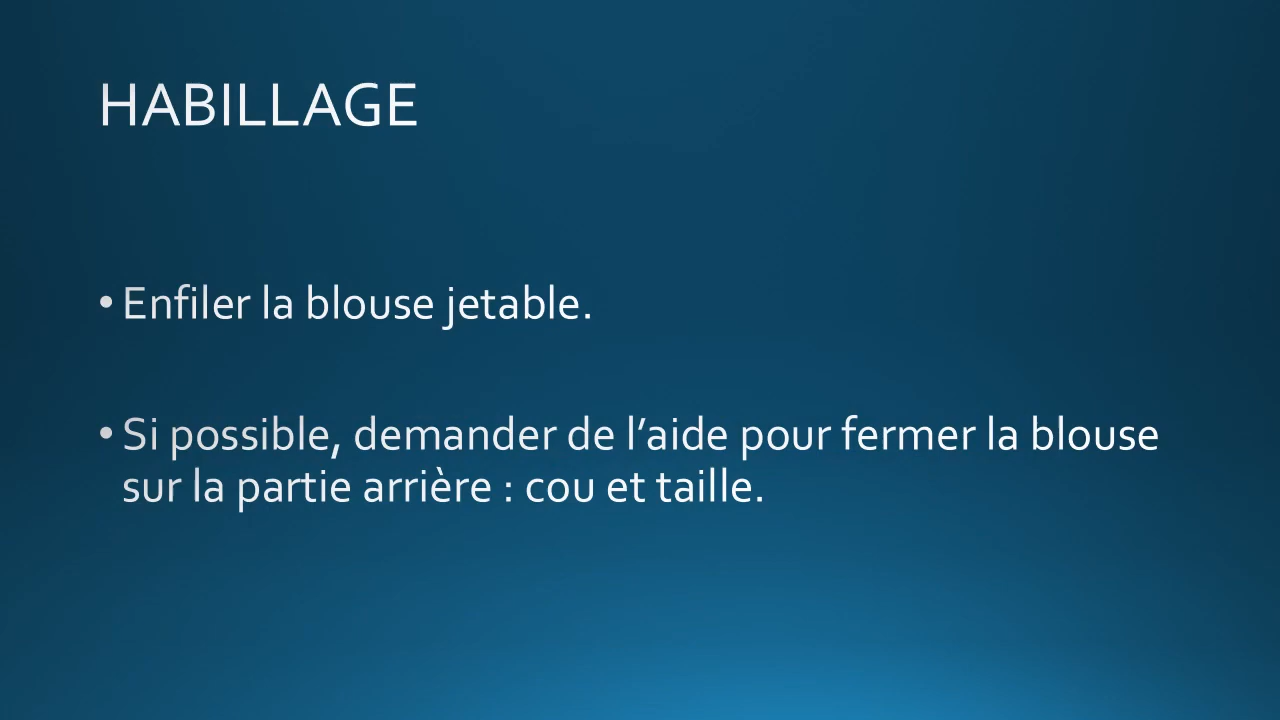 HABILLAGE
• Enfiler la blouse jetable.
• Si possible, demander de l’aide pour fermer la blouse
sur la partie arrière : cou et taille.